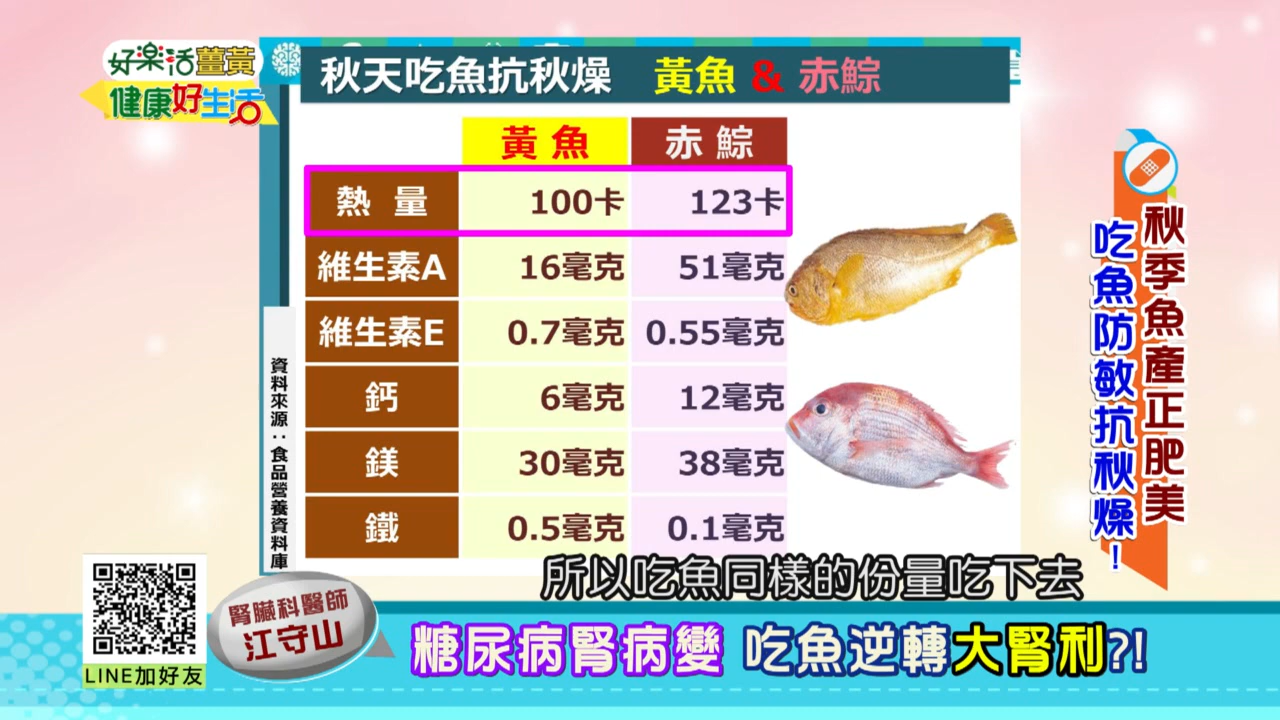 好樂活薑黃
健康好生活
秋天吃魚抗秋燥 黃魚 & 赤鯮
黃魚 赤鯮
熱量 100卡 123卡
維生素A 16毫克 51毫克
維生素E 0.7毫克 0.55毫克
鈣 6毫克 12毫克
鎂 30毫克 38毫克
鐵 0.5毫克 0.1毫克
資料來源:食品營養資料庫
秋季魚產正肥美
吃魚防敏抗秋燥!
所以吃魚同樣的份量吃下去
LINE加好友
腎臟科醫師
江守山
糖尿病腎病變 吃魚逆轉大腎利?!